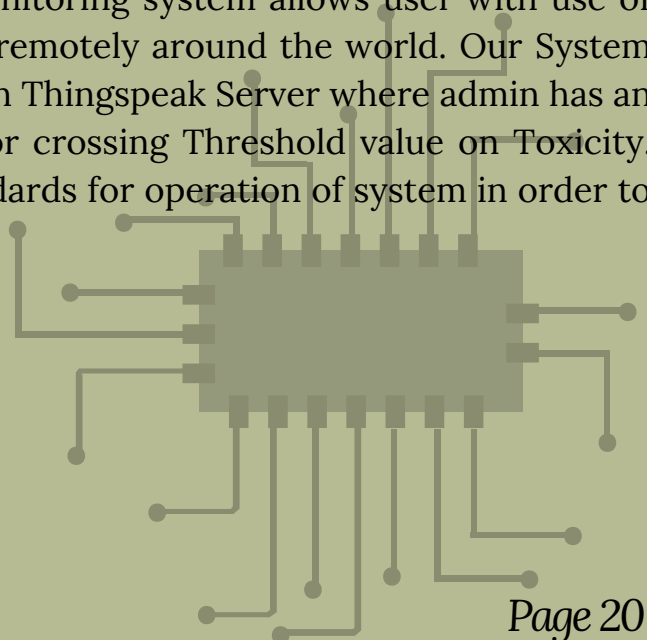 nitoring system allows user with use of
remotely around the world. Our System
n Thingspeak Server where admin has an
or crossing Threshold value on Toxicity.
dards for operation of system in order to
Page 20